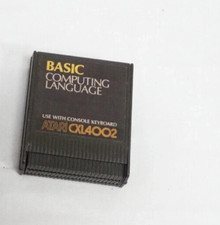 BASIC
COMPUTING
LANGUAGE
USE WITH CONSOLE KEYBOARD
ATARI CXL4002